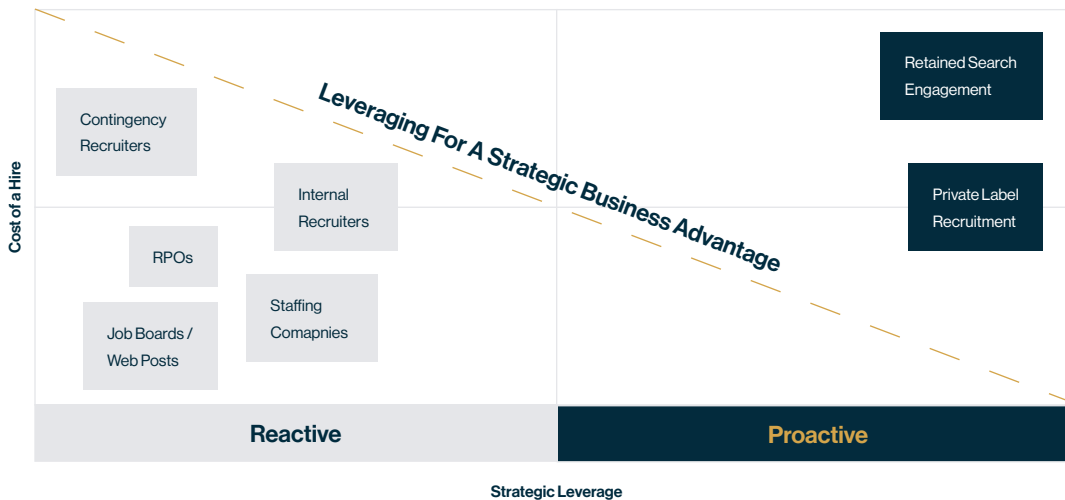 Retained Search
Engagement
Contingency
Recruiters
Leveraging For A Strategic Business Advantage
Internal
Recruiters
Private Label
Recruitment
Cost of a Hire
RPOs
Staffing
Comapnies
Job Boards /
Web Posts
Reactive
Proactive
Strategic Leverage